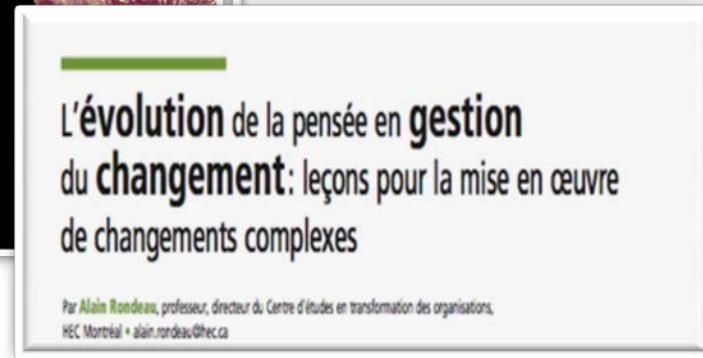 L'évolution de la pensée en gestion
du changement : leçons pour la mise en œuvre
de changements complexes
Par Alain Rondeau, professeur, directeur du Centre d'études en transformation des organisations,
HEC Montréal • alain.rondeau@hec.ca